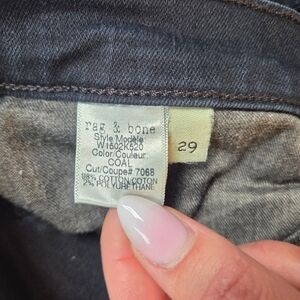 rag & bone
Style/Modèle
W1502K520
Color/Couleur
COAL
Cut/Coupe# 7068
98% COTTON/COTON
2% POLYURETHANE
29